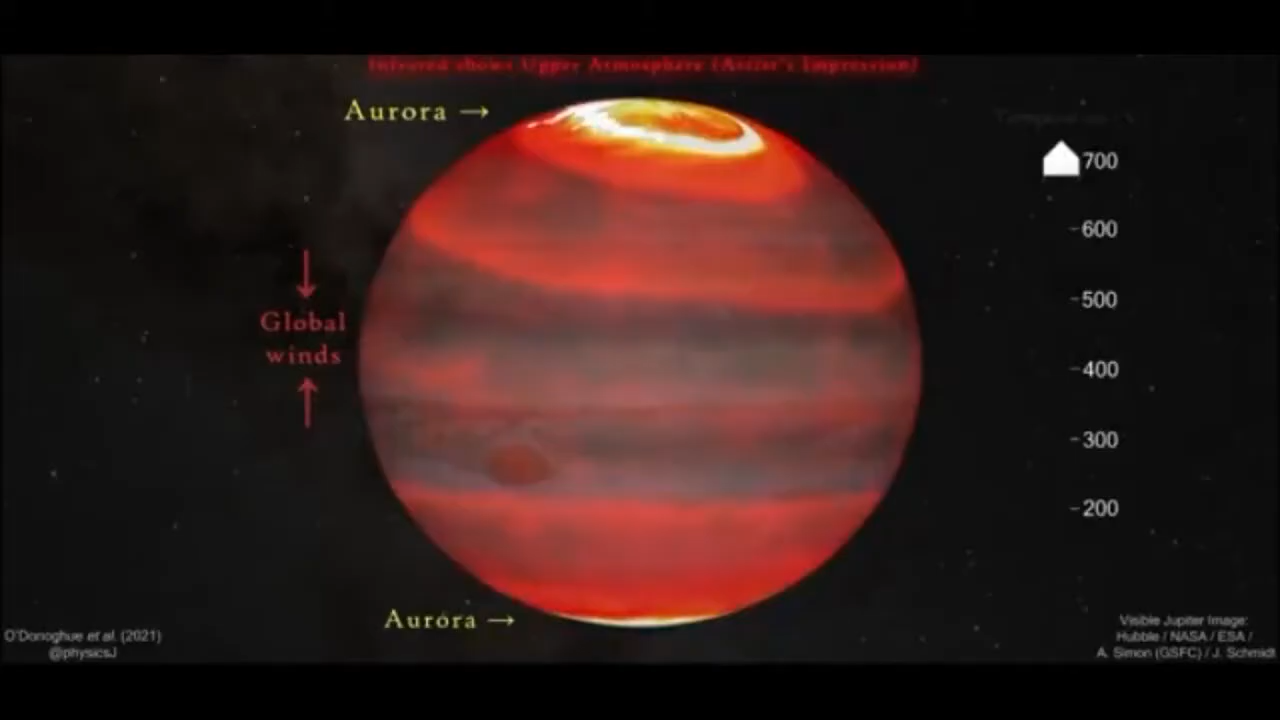 Infrared shows Upper Atmosphere (Artist's Impression)
Aurora →
700
600
Global
winds
500
400
300
200
Aurora →
O'Donoghue et al. (2021)
@physicsJ
Visible Jupiter Image:
Hubble / NASA / ESA /
A. Simon (GSFC) / J. Schmidt